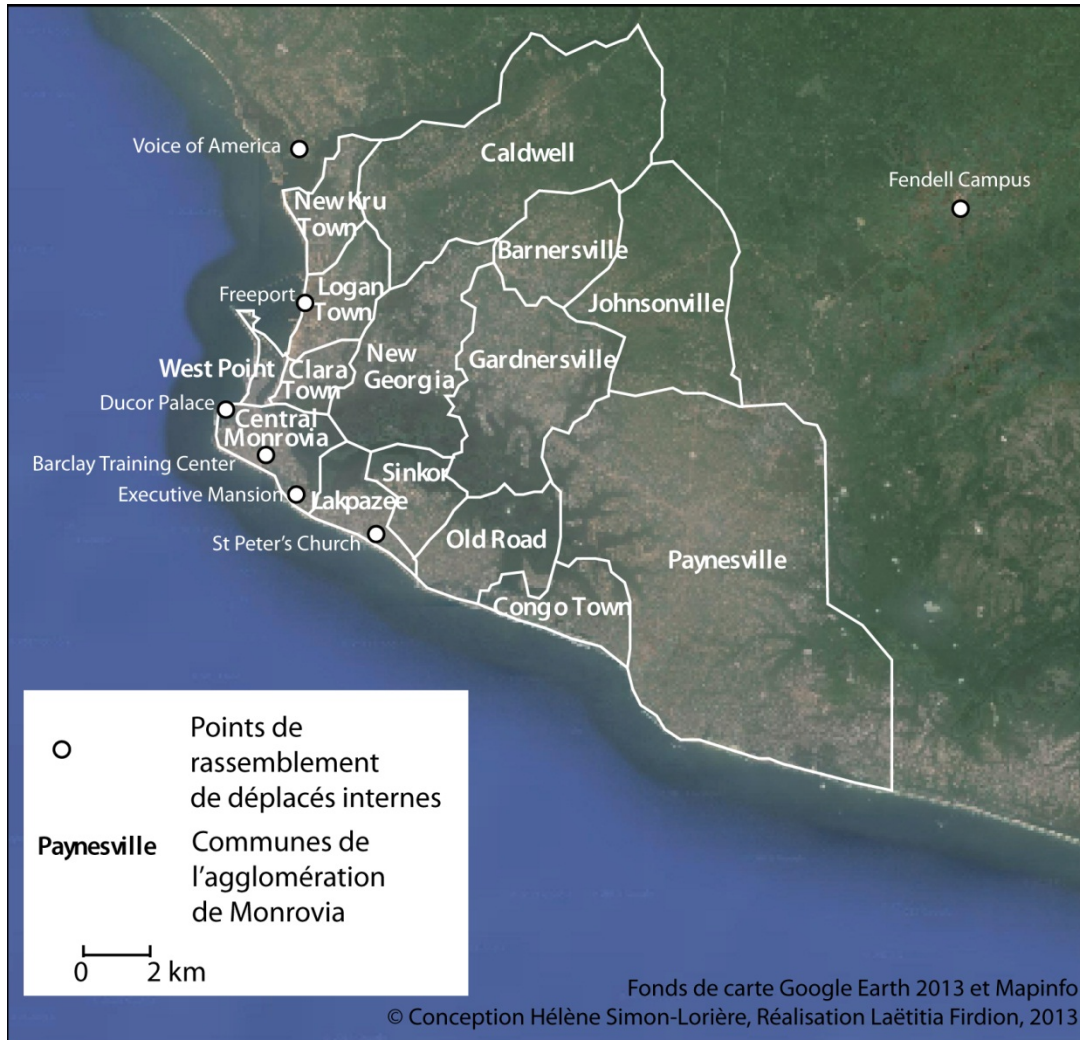 Voice of America
Caldwell
Fendell Campus
New Kru
Town
Barnersville
Freeport
Logan
Town
Johnsonville
West Point
Clara
Town
New
Georgia
Gardnersville
Ducor Palace
Central
Monrovia
Barclay Training Center
Sinkor
Executive Mansion
Lakpazee
St Peter's Church
Old Road
Paynesville
Congo Town
Points de
rassemblement
de déplacés internes
Paynesville
Communes de
l'agglomération
de Monrovia
0 2 km
Fonds de carte Google Earth 2013 et Mapinfo
© Conception Hélène Simon-Lorière, Réalisation Laëtitia Firdion, 2013